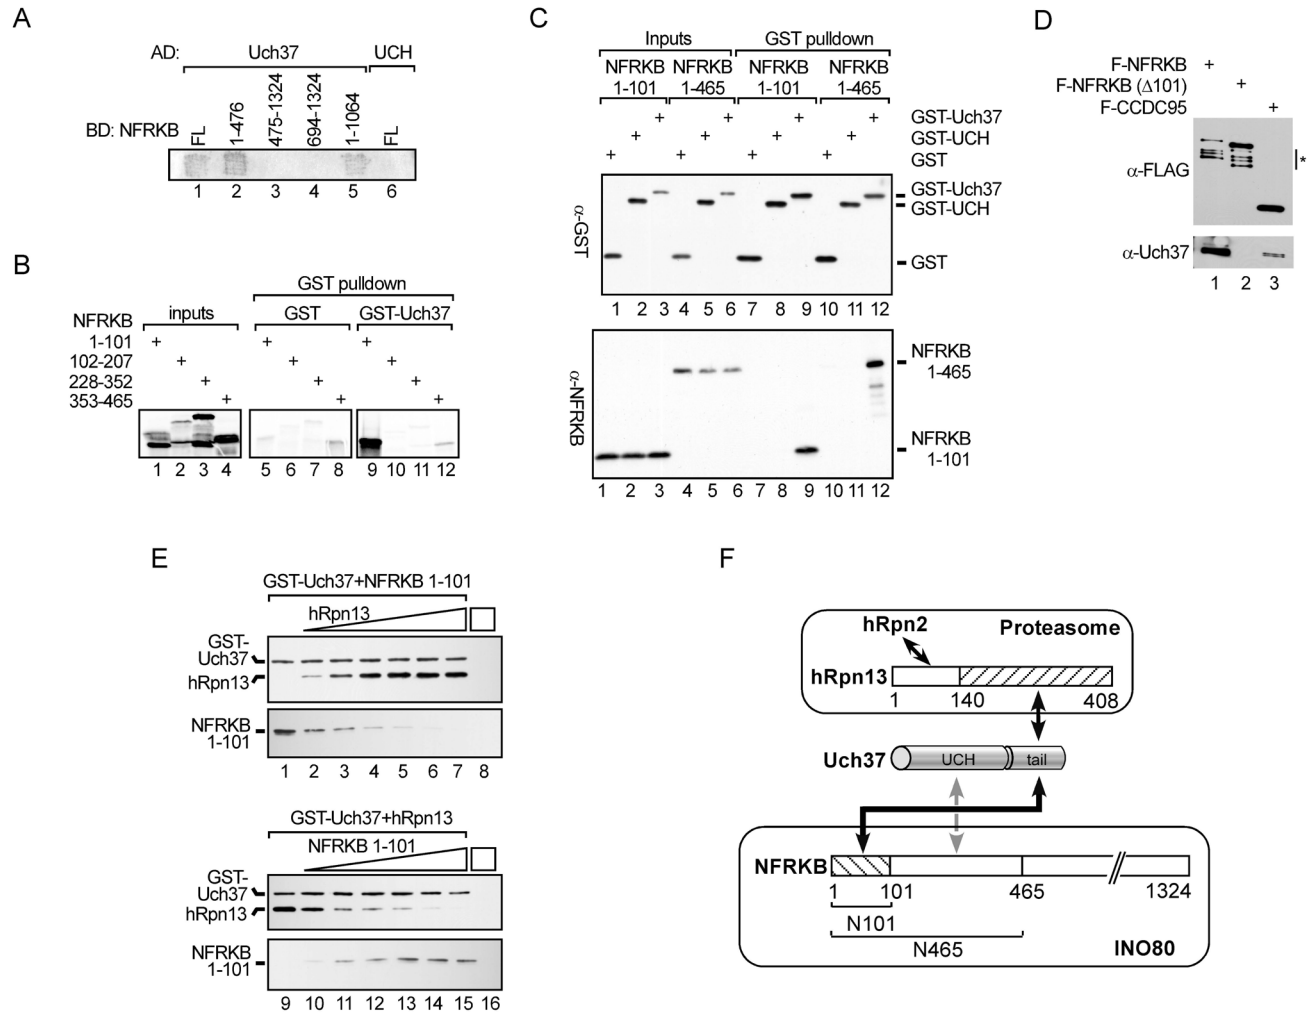 A
AD: Uch37 UCH
BD: NFRKB FL 1-476 475-1324 694-1324 1-1064 FL
1 2 3 4 5 6
B
GST pulldown
NFRKB inputs GST GST-Uch37
1-101 + + +
102-207 + + +
228-352 + + +
353-465 + + +
1 2 3 4 5 6 7 8 9 10 11 12
C
Inputs GST pulldown
NFRKB NFRKB NFRKB NFRKB
1-101 1-465 1-101 1-465
+ + + + GST-Uch37
+ + + + GST-UCH
+ + + + GST
α-GST
GST-Uch37
GST-UCH
GST
1 2 3 4 5 6 7 8 9 10 11 12
α-NFRKB
NFRKB
1-465
NFRKB
1-101
1 2 3 4 5 6 7 8 9 10 11 12
D
F-NFRKB +
F-NFRKB (Δ101) +
F-CCDC95 +
α-FLAG *
α-Uch37
1 2 3
E
GST-Uch37+NFRKB 1-101
hRpn13
GST-
Uch37
hRpn13
NFRKB
1-101
1 2 3 4 5 6 7 8
GST-Uch37+hRpn13
NFRKB 1-101
GST-
Uch37
hRpn13
NFRKB
1-101
9 10 11 12 13 14 15 16
F
hRpn2 Proteasome
hRpn13
1 140 408
Uch37 UCH tail
NFRKB
1 101 465 1324
N101
N465 INO80